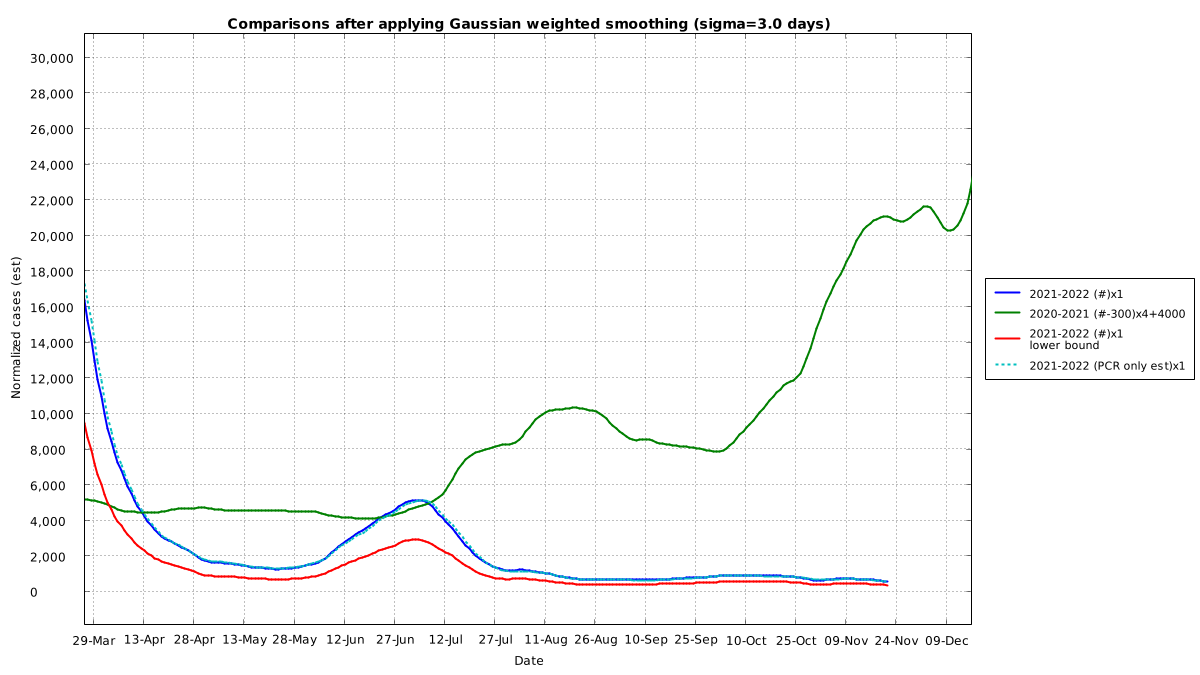 Comparisons after applying Gaussian weighted smoothing (sigma=3.0 days)
30,000
28,000
26,000
24,000
22,000
20,000
18,000
16,000
14,000
12,000
10,000
8,000
6,000
4,000
2,000
0
Normalized cases (est)
29-Mar 13-Apr 28-Apr 13-May 28-May 12-Jun 27-Jun 12-Jul 27-Jul 11-Aug 26-Aug 10-Sep 25-Sep 10-Oct 25-Oct 09-Nov 24-Nov 09-Dec
Date
2021-2022 (#)x1
2020-2021 (#-300)x4+4000
2021-2022 (#)x1
lower bound
2021-2022 (PCR only est)x1